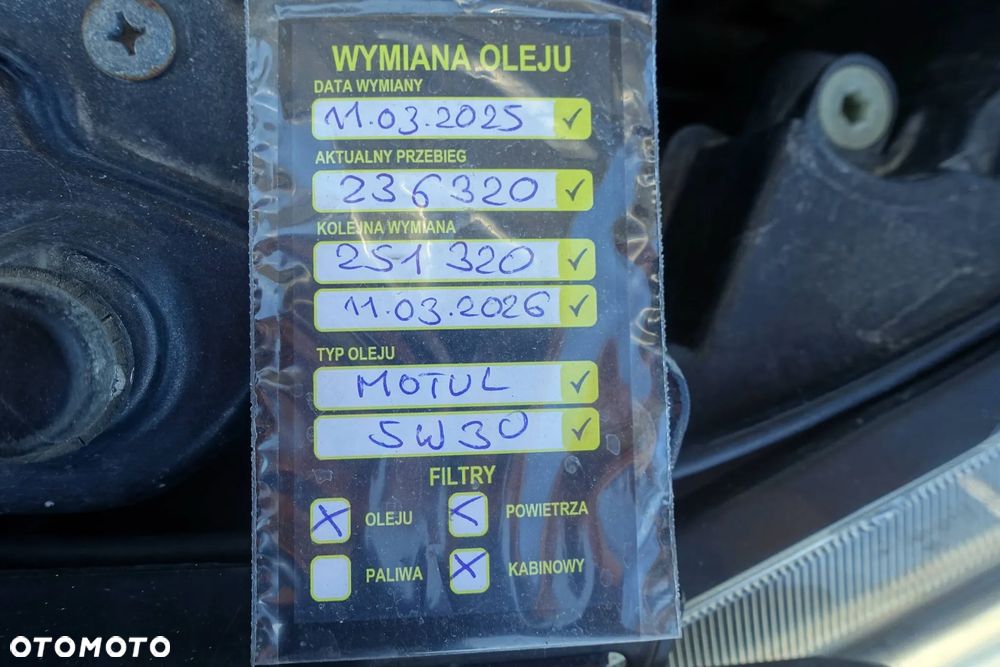 WYMIANA OLEJU
DATA WYMIANY
11.03.2025
AKTUALNY PRZEBIEG
236320
KOLEJNA WYMIANA
251 320
11.03.2026
TYP OLEJU
MOTUL
5W30
FILTRY
OLEJU POWIETRZA
PALIWA KABINOWY
OTOMOTO